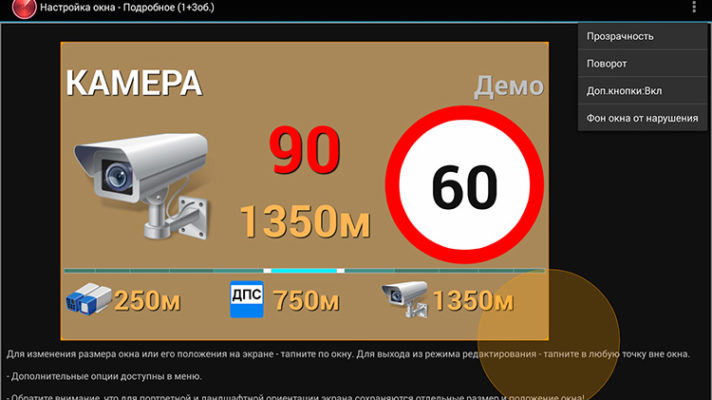 Настройка окна - Подробное (1+3об.)
Прозрачность
Поворот
Доп.кнопки:Вкл
Фон окна от нарушения
КАМЕРА
Демо
90
60
1350м
250м
ДПС
750м
1350м
Для изменения размера окна или его положения на экране - тапните по окну. Для выхода из режима редактирования - тапните в любую точку вне окна.
- Дополнительные опции доступны в меню.
- Обратите внимание, что для портретной и ландшафтной ориентации экрана сохраняются отдельные размер и положение окна!